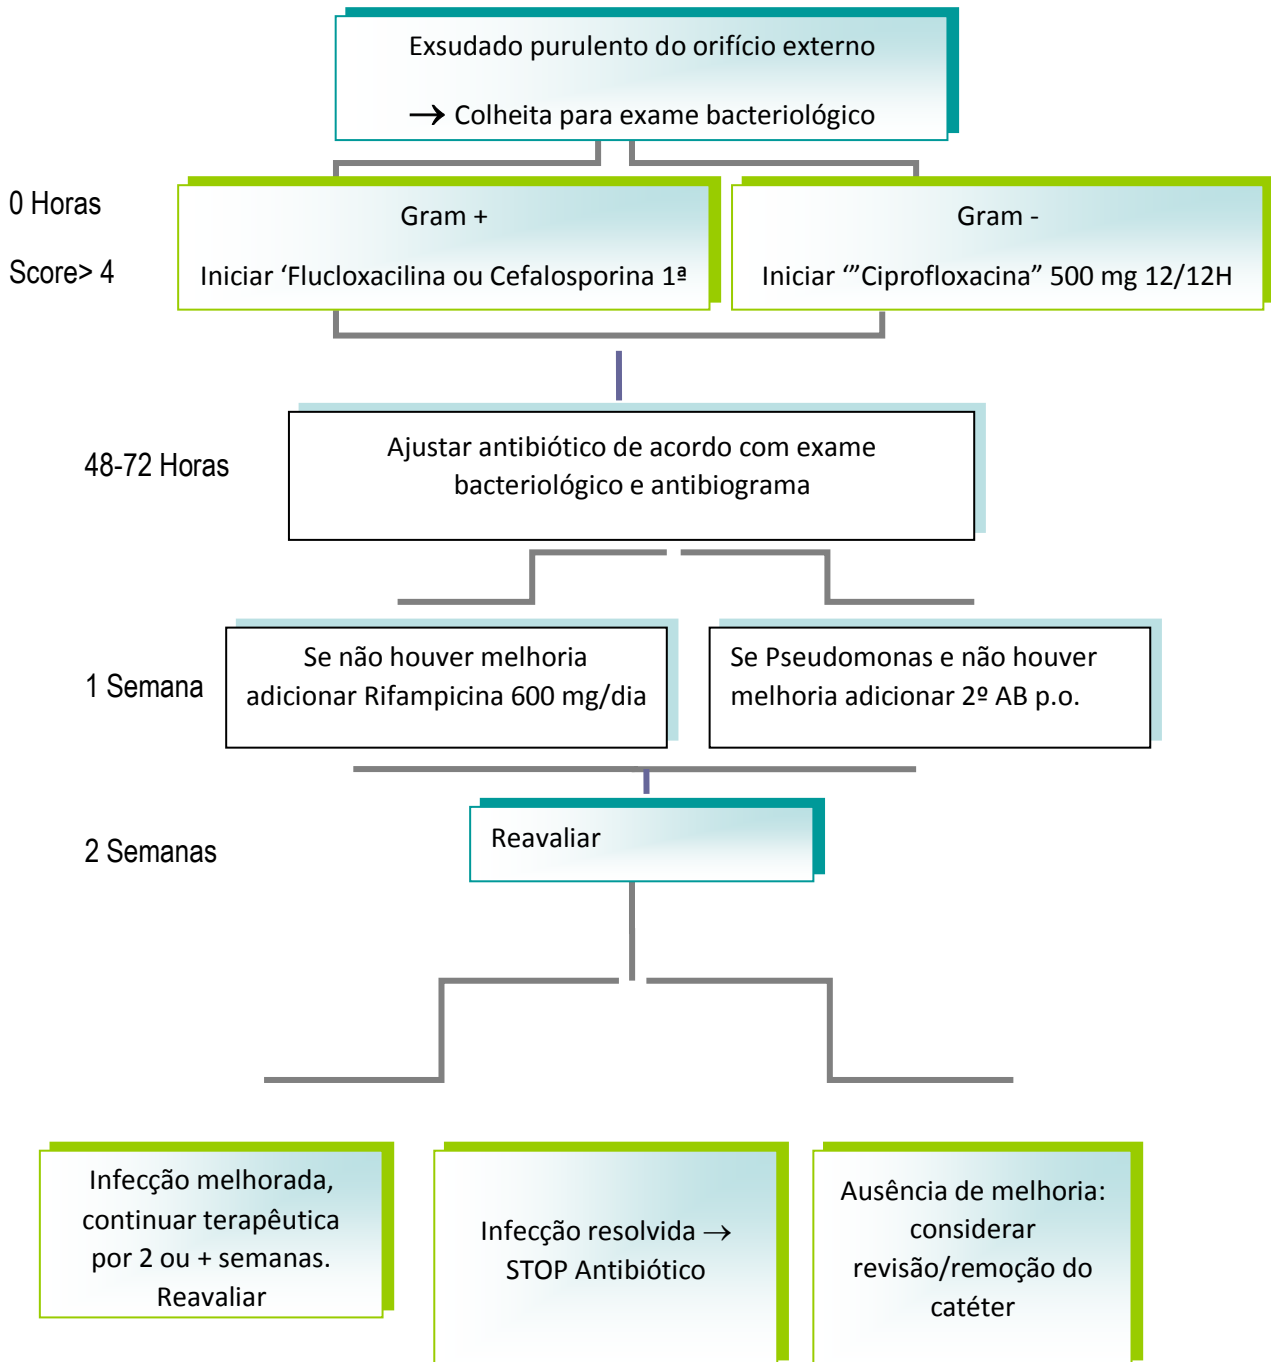 Exsudado purulento do orifício externo
→ Colheita para exame bacteriológico
0 Horas
Score> 4
Gram +
Iniciar ‘Flucloxacilina ou Cefalosporina 1ª
Gram -
Iniciar ‘”Ciprofloxacina” 500 mg 12/12H
48-72 Horas
Ajustar antibiótico de acordo com exame
bacteriológico e antibiograma
1 Semana
Se não houver melhoria
adicionar Rifampicina 600 mg/dia
Se Pseudomonas e não houver
melhoria adicionar 2º AB p.o.
2 Semanas
Reavaliar
Infecção melhorada,
continuar terapêutica
por 2 ou + semanas.
Reavaliar
Infecção resolvida →
STOP Antibiótico
Ausência de melhoria:
considerar
revisão/remoção do
catéter